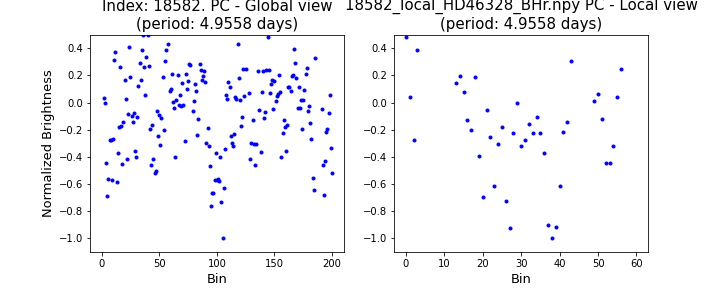 Index: 18582. PC - Global view
(period: 4.9558 days)
18582_local_HD46328_BHr.npy PC - Local view
(period: 4.9558 days)
Normalized Brightness
0.4
0.2
0.0
−0.2
−0.4
−0.6
−0.8
−1.0
0 50 100 150 200
Bin
0.4
0.2
0.0
−0.2
−0.4
−0.6
−0.8
−1.0
0 10 20 30 40 50 60
Bin